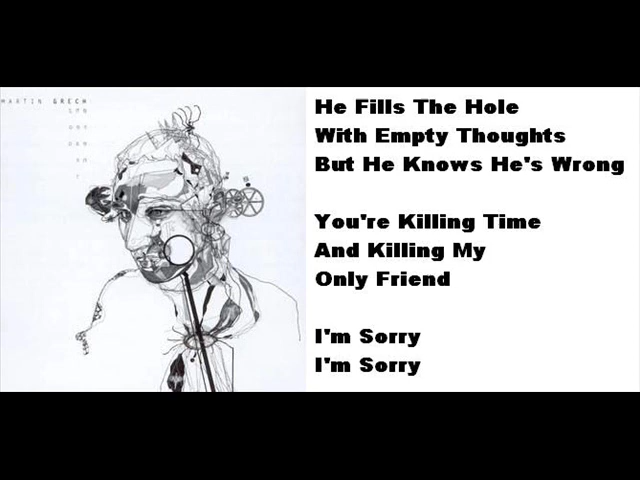 MARTIN GRECH
He Fills The Hole
With Empty Thoughts
But He Knows He's Wrong
You're Killing Time
And Killing My
Only Friend
I'm Sorry
I'm Sorry